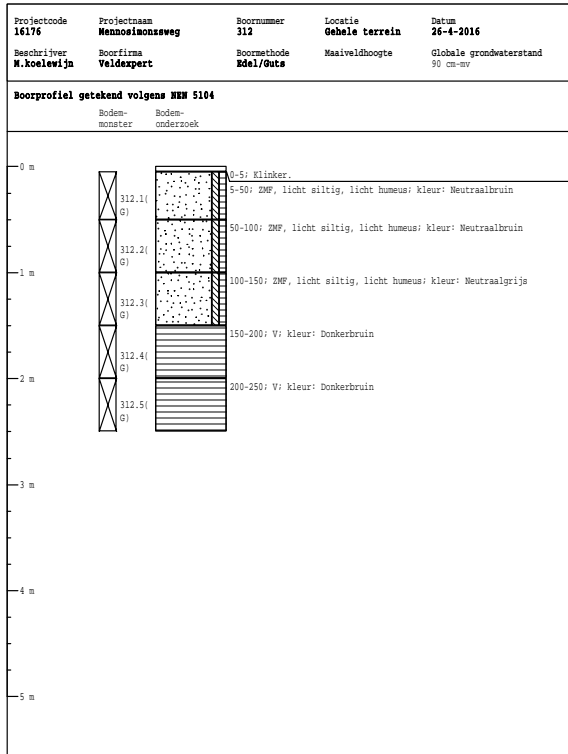 Projectcode Projectnaam Boornummer Locatie Datum
16176 Mennosimonzsweg 312 Gehele terrein 26-4-2016
Beschrijver Boorfirma Boormethode Maaiveldhoogte Globale grondwaterstand
M.koelewijn Veldexpert Edel/Guts 90 cm-mv
Boorprofiel getekend volgens NEN 5104
Bodem- Bodem-
monster onderzoek
0 m
0-5; Klinker.
5-50; ZMF, licht siltig, licht humeus; kleur: Neutraalbruin
312.1(
G)
50-100; ZMF, licht siltig, licht humeus; kleur: Neutraalbruin
312.2(
G)
1 m
100-150; ZMF, licht siltig, licht humeus; kleur: Neutraalgrijs
312.3(
G)
150-200; V; kleur: Donkerbruin
312.4(
G)
2 m
200-250; V; kleur: Donkerbruin
312.5(
G)
3 m
4 m
5 m